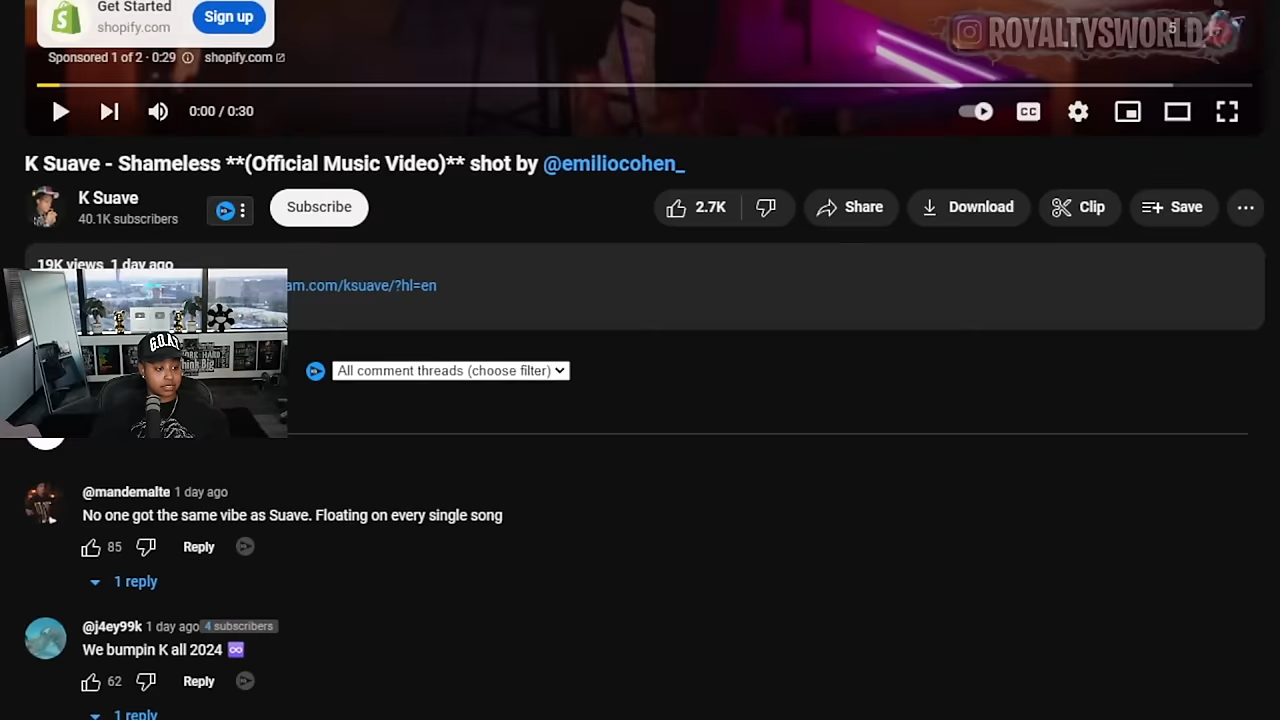 Get Started
shopify.com
Sign up
ROYALTYSWORLD
Sponsored 1 of 2 · 0:29 shopify.com
0:00 / 0:30
CC
K Suave - Shameless **(Official Music Video)** shot by @emiliocohen_
K Suave
40.1K subscribers
Subscribe
2.7K
Share
Download
Clip
Save
19K views 1 day ago
am.com/ksuave/?hl=en
G.O.A.T
All comment threads (choose filter)
@mandemalte 1 day ago
No one got the same vibe as Suave. Floating on every single song
85
Reply
1 reply
@j4ey99k 1 day ago 4 subscribers
We bumpin K all 2024 ♾️
62
Reply
1 reply